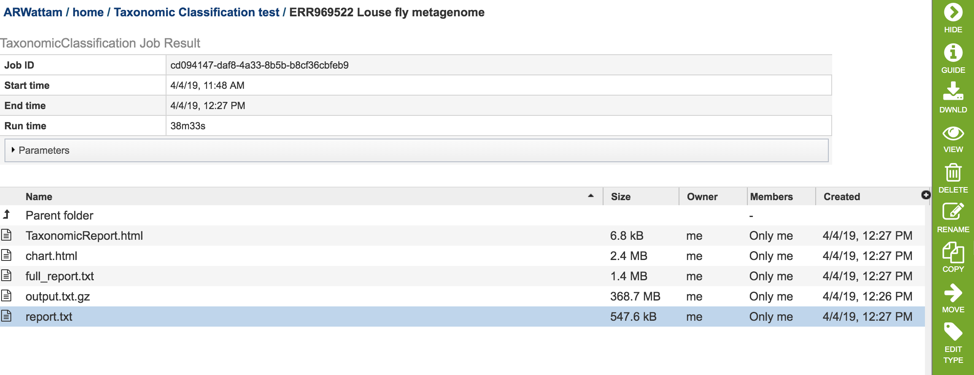 ARWattam / home / Taxonomic Classification test / ERR969522 Louse fly metagenome
TaxonomicClassification Job Result
Job ID cd094147-daf8-4a33-8b5b-b8cf36cbfeb9
Start time 4/4/19, 11:48 AM
End time 4/4/19, 12:27 PM
Run time 38m33s
Parameters
Name Size Owner Members Created
Parent folder -
TaxonomicReport.html 6.8 kB me Only me 4/4/19, 12:27 PM
chart.html 2.4 MB me Only me 4/4/19, 12:27 PM
full_report.txt 1.4 MB me Only me 4/4/19, 12:27 PM
output.txt.gz 368.7 MB me Only me 4/4/19, 12:26 PM
report.txt 547.6 kB me Only me 4/4/19, 12:27 PM
HIDE
GUIDE
DWNLD
VIEW
DELETE
RENAME
COPY
MOVE
EDIT
TYPE